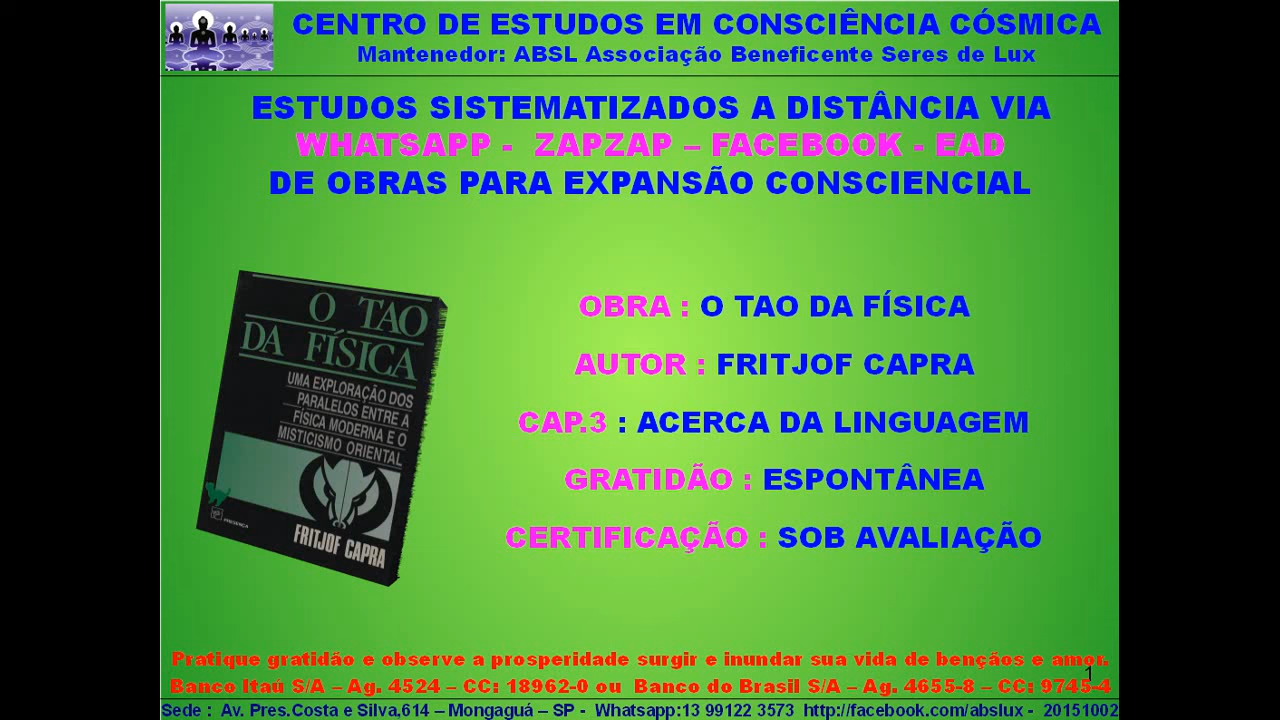 CENTRO DE ESTUDOS EM CONSCIÊNCIA CÓSMICA
Mantenedor: ABSL Associação Beneficente Seres de Lux
ESTUDOS SISTEMATIZADOS A DISTÂNCIA VIA
WHATSAPP - ZAPZAP – FACEBOOK - EAD
DE OBRAS PARA EXPANSÃO CONSCIENCIAL
O TAO
DA FÍSICA
UMA EXPLORAÇÃO DOS
PARALELOS ENTRE A
FÍSICA MODERNA E O
MISTICISMO ORIENTAL
PRESENÇA
FRITJOF CAPRA
OBRA : O TAO DA FÍSICA
AUTOR : FRITJOF CAPRA
CAP.3 : ACERCA DA LINGUAGEM
GRATIDÃO : ESPONTÂNEA
CERTIFICAÇÃO : SOB AVALIAÇÃO
Pratique gratidão e observe a prosperidade surgir e inundar sua vida de bençãos e amor.
1
Banco Itaú S/A – Ag. 4524 – CC: 18962-0 ou Banco do Brasil S/A – Ag. 4655-8 – CC: 9745-4
Sede : Av. Pres.Costa e Silva,614 – Mongaguá – SP - Whatsapp:13 99122 3573 http://facebook.com/abslux - 20151002